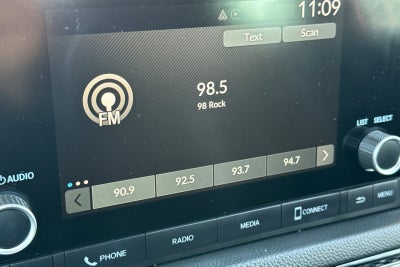 11:09
Text Scan
98.5
98 Rock
FM
LIST SELECT
AUDIO
90.9 92.5 93.7 94.7
PHONE RADIO MEDIA CONNECT MENU